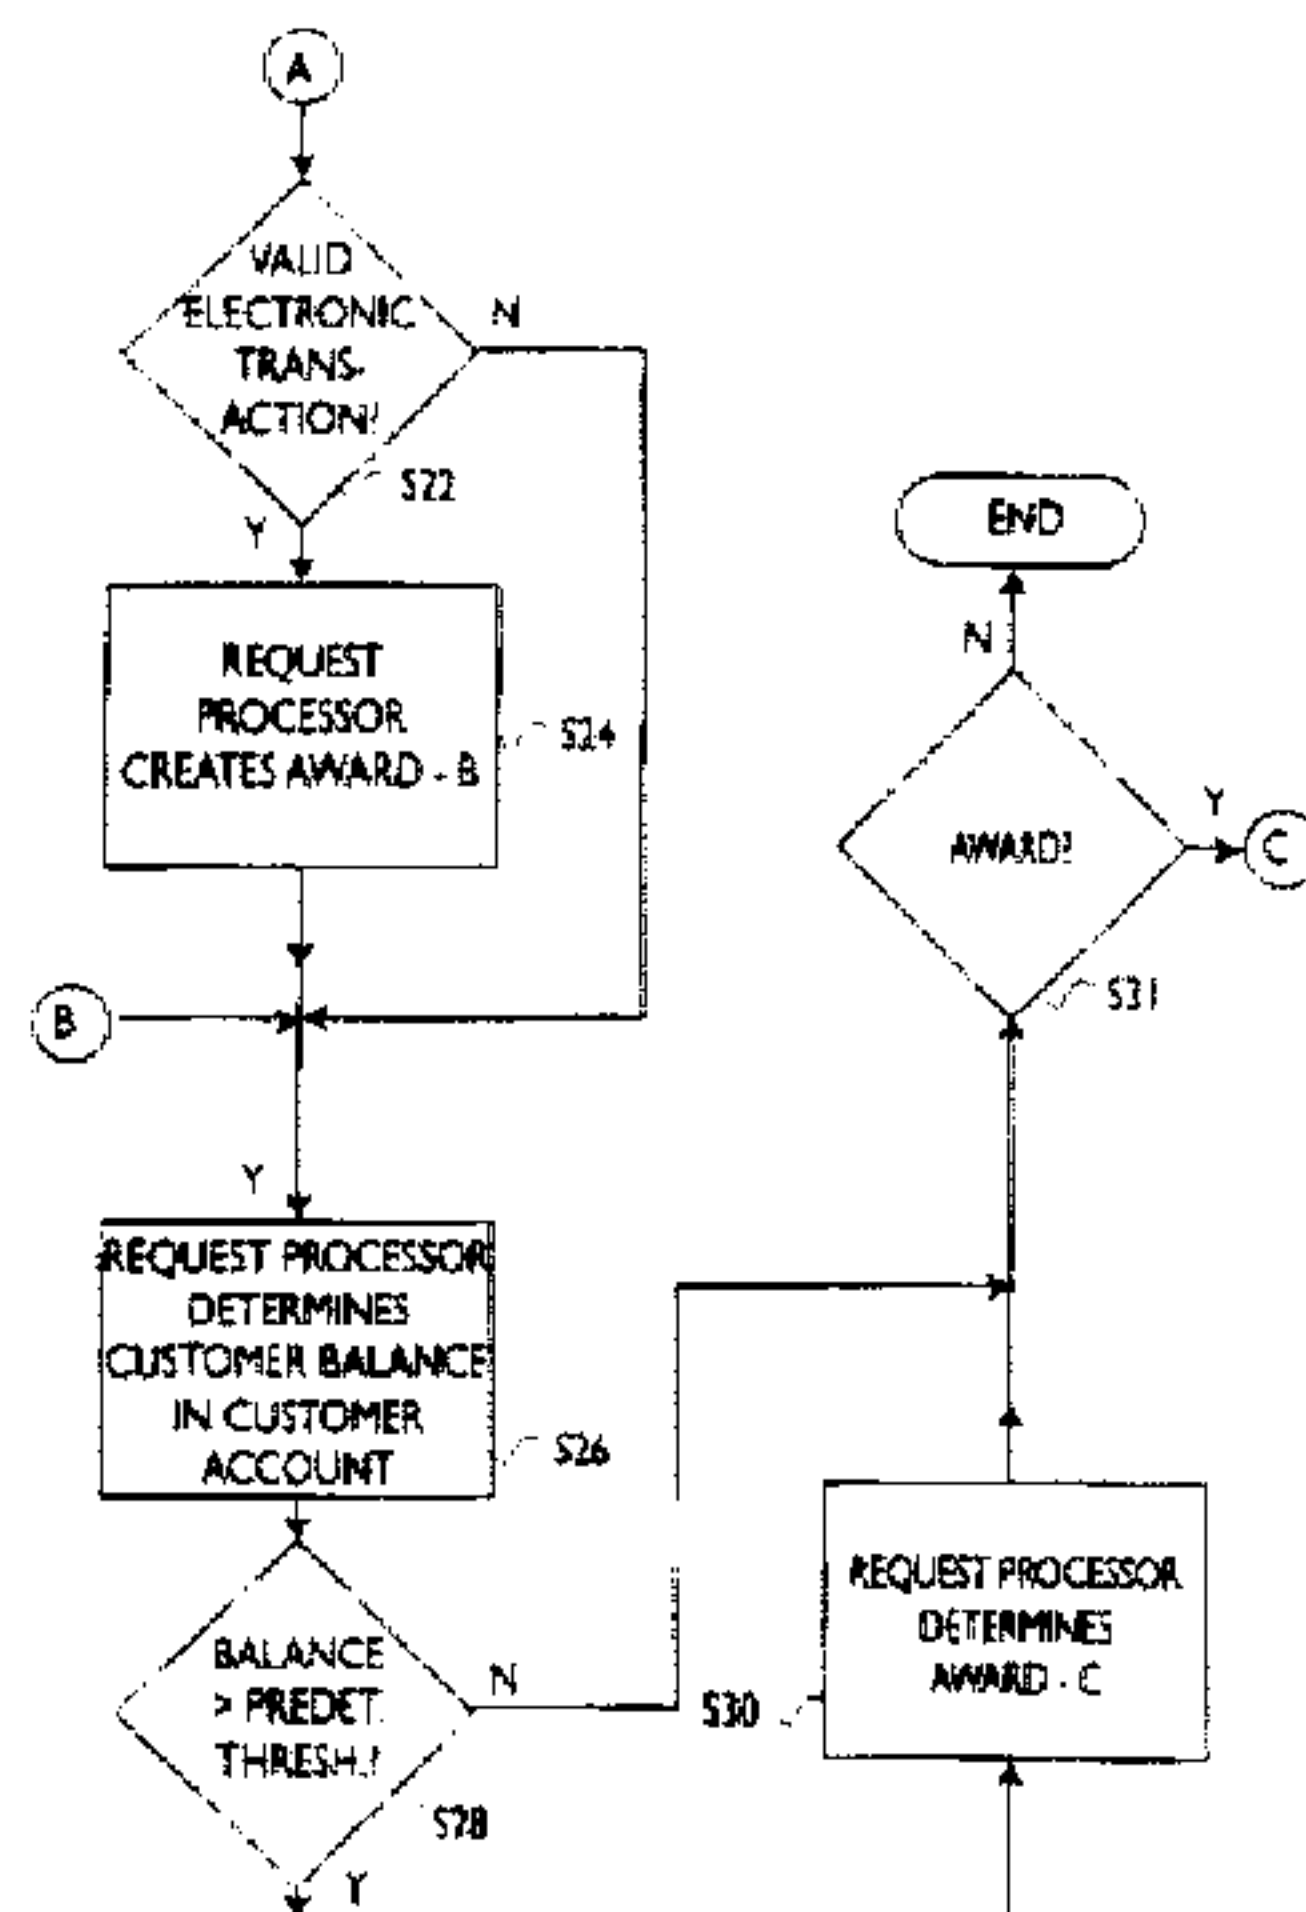 A
VALID
ELECTRONIC
TRANS-
ACTION?
N
S22
Y
REQUEST
PROCESSOR
CREATES AWARD - B
S24
B
Y
REQUEST PROCESSOR
DETERMINES
CUSTOMER BALANCE
IN CUSTOMER
ACCOUNT
S26
BALANCE
> PREDET.
THRESH.?
N
S28
Y
END
N
AWARD?
Y
C
S31
REQUEST PROCESSOR
DETERMINES
AWARD - C
S30